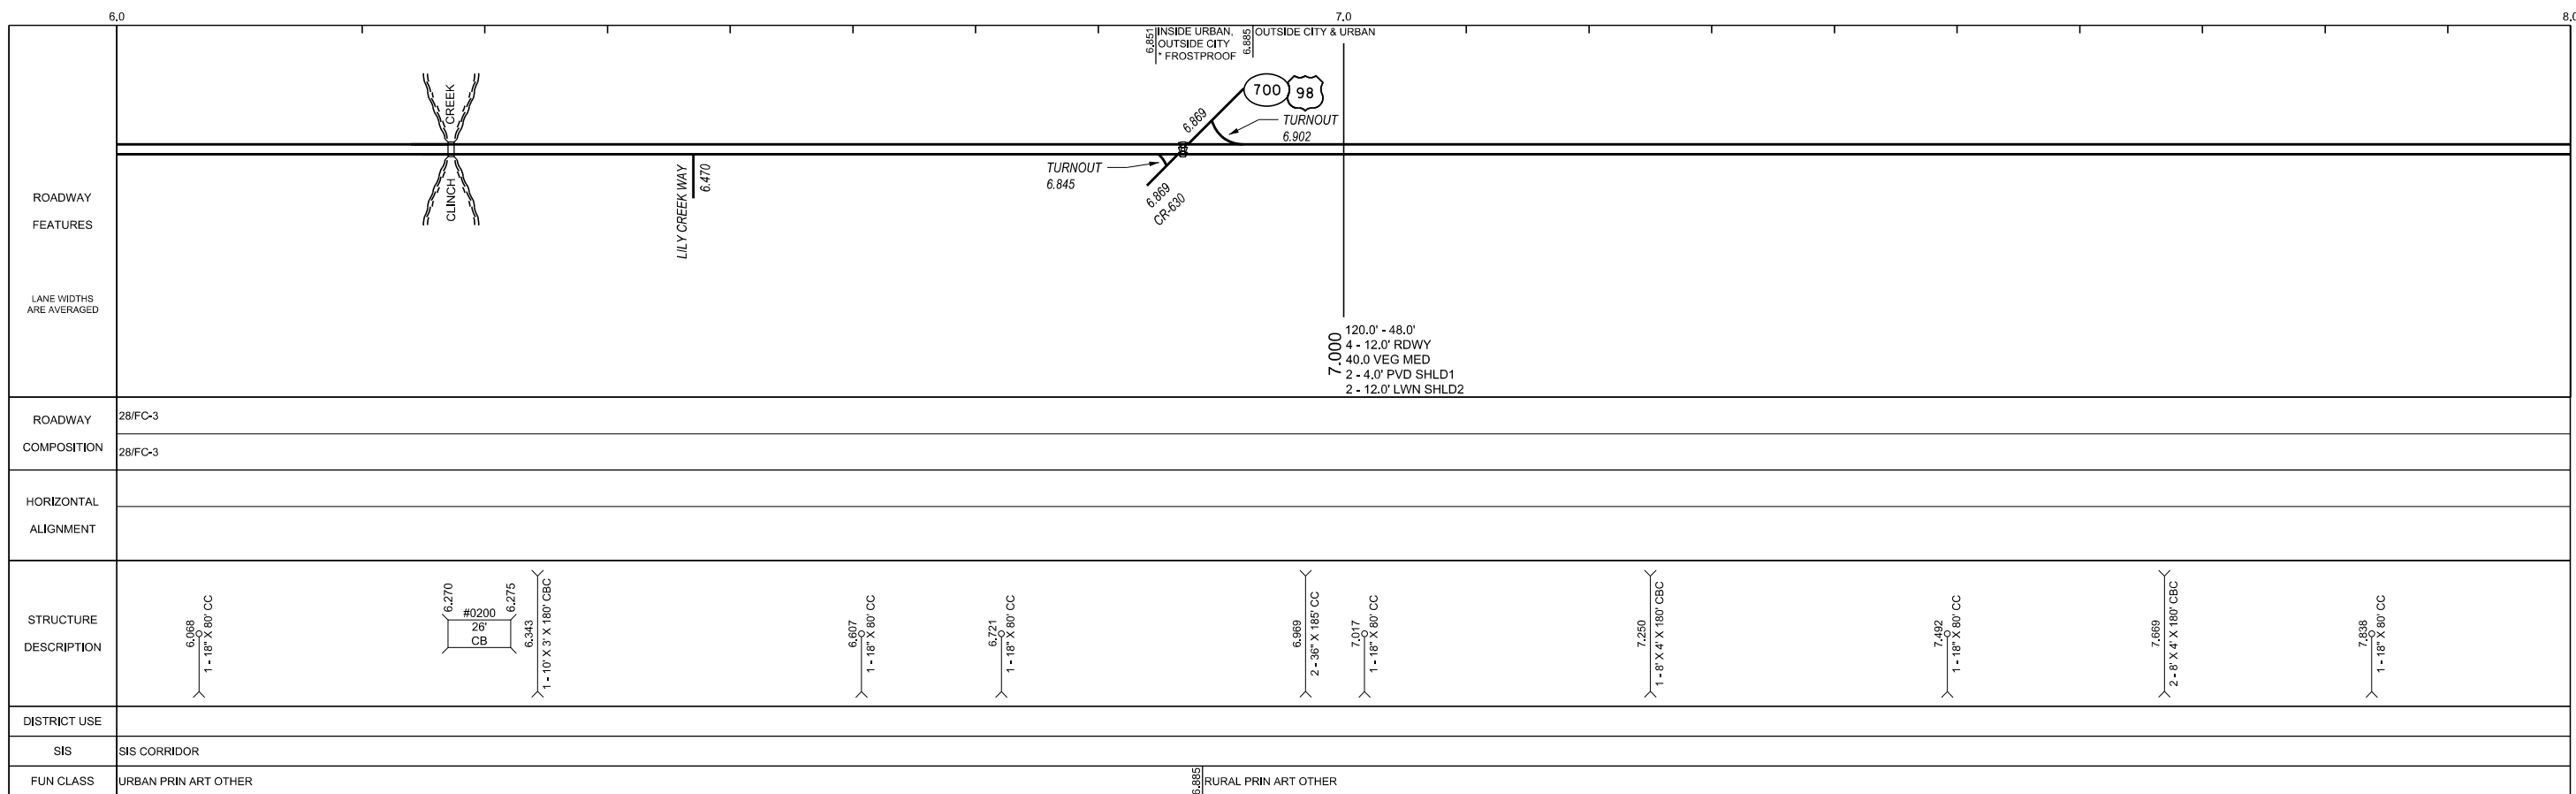 6.0
7.0
8.0
6.851
INSIDE URBAN,
OUTSIDE CITY
* FROSTPROOF
6.885
OUTSIDE CITY & URBAN
ROADWAY
FEATURES
LANE WIDTHS
ARE AVERAGED
CREEK
CLINCH
LILY CREEK WAY
6.470
TURNOUT
6.845
6.869
6.869
CR-630
700
98
TURNOUT
6.902
7.000
120.0' - 48.0'
4 - 12.0' RDWY
40.0 VEG MED
2 - 4.0' PVD SHLD1
2 - 12.0' LWN SHLD2
ROADWAY
COMPOSITION
28/FC-3
28/FC-3
HORIZONTAL
ALIGNMENT
STRUCTURE
DESCRIPTION
6.068
1 - 18" X 80' CC
6.270
#0200
26'
CB
6.275
6.343
1 - 10' X 3' X 180' CBC
6.607
1 - 18" X 80' CC
6.721
1 - 18" X 80' CC
6.969
2 - 36" X 185' CC
7.017
1 - 18" X 80' CC
7.250
1 - 8' X 4' X 180' CBC
7.492
1 - 18" X 80' CC
7.669
2 - 8' X 4' X 180' CBC
7.838
1 - 18" X 80' CC
DISTRICT USE
SIS
SIS CORRIDOR
FUN CLASS
URBAN PRIN ART OTHER
6.885
RURAL PRIN ART OTHER